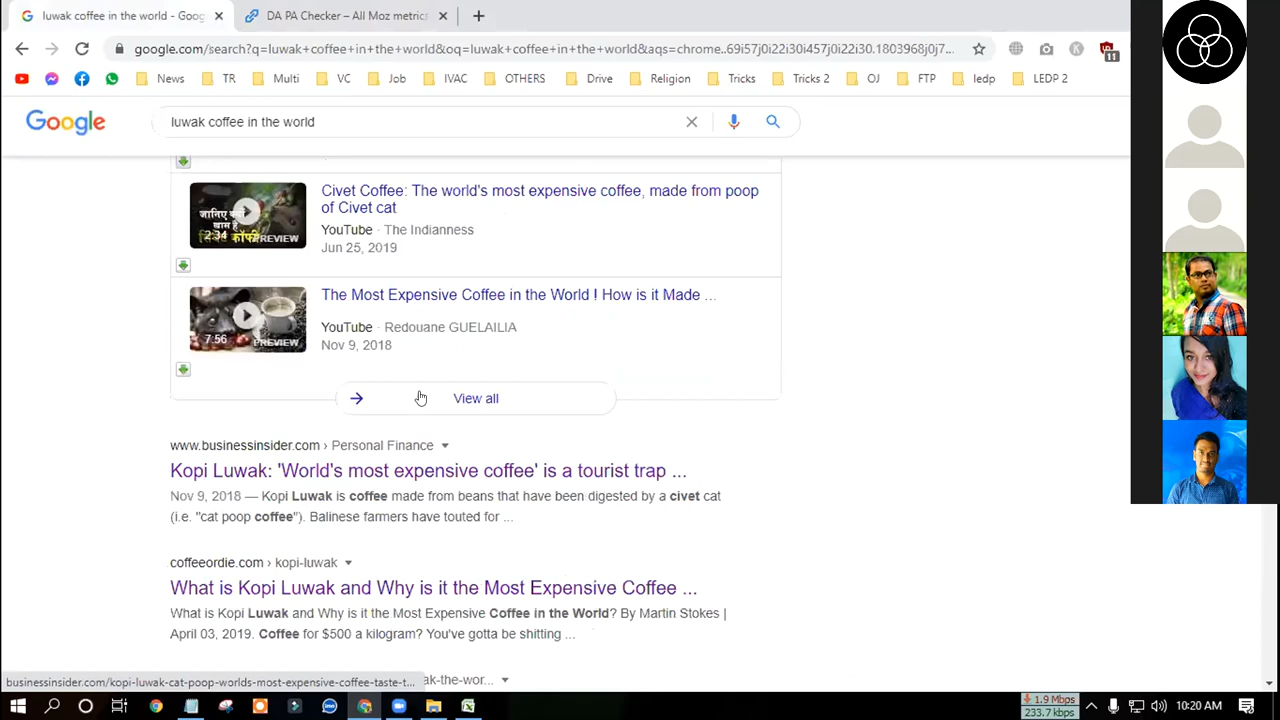 luwak coffee in the world - Goog
DA PA Checker – All Moz metrics
google.com/search?q=luwak+coffee+in+the+world&oq=luwak+coffee+in+the+world&aqs=chrome..69i57j0i22i30i457j0i22i30.1803968j0j7...
11
News TR Multi VC Job IVAC OTHERS Drive Religion Tricks Tricks 2 OJ FTP ledp LEDP 2
Google
luwak coffee in the world
जानिए क्यों
ख़ास है
सिवेट कॉफी
2:34
PREVIEW
Civet Coffee: The world's most expensive coffee, made from poop
of Civet cat
YouTube · The Indianness
Jun 25, 2019
7:56
PREVIEW
The Most Expensive Coffee in the World ! How is it Made ...
YouTube · Redouane GUELAILIA
Nov 9, 2018
View all
www.businessinsider.com › Personal Finance
Kopi Luwak: 'World's most expensive coffee' is a tourist trap ...
Nov 9, 2018 — Kopi Luwak is coffee made from beans that have been digested by a civet cat
(i.e. "cat poop coffee"). Balinese farmers have touted for ...
coffeeordie.com › kopi-luwak
What is Kopi Luwak and Why is it the Most Expensive Coffee ...
What is Kopi Luwak and Why is it the Most Expensive Coffee in the World? By Martin Stokes |
April 03, 2019. Coffee for $500 a kilogram? You've gotta be shitting ...
ak-the-wor...
businessinsider.com/kopi-luwak-cat-poop-worlds-most-expensive-coffee-taste-t...
1.9 Mbps
233.7 kbps
10:20 AM